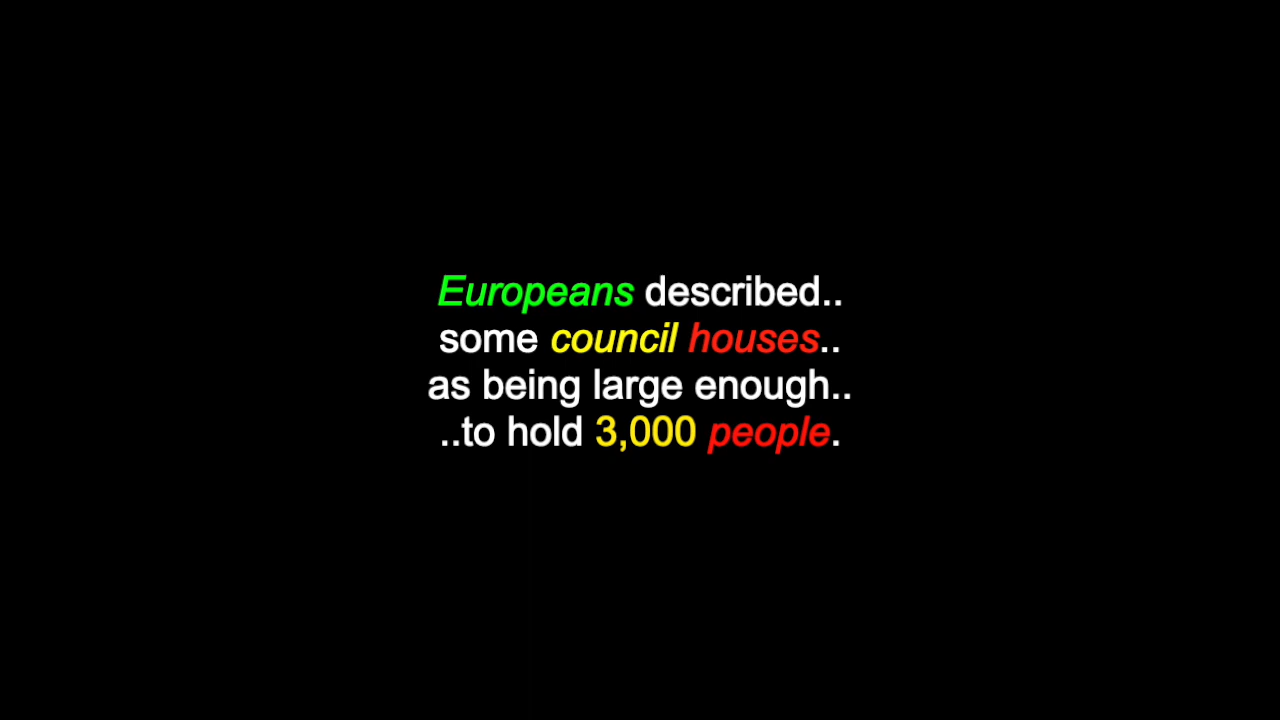 Europeans described..
some council houses..
as being large enough..
..to hold 3,000 people.